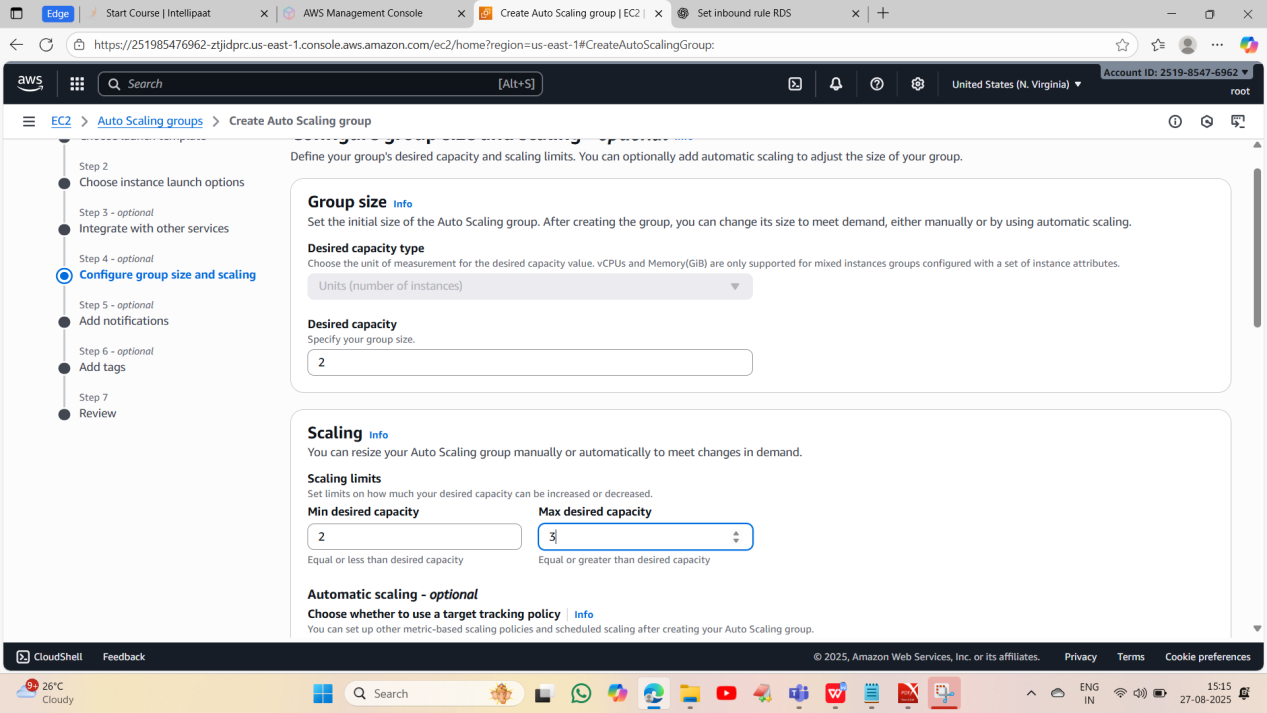 Edge
Start Course | Intellipaat
AWS Management Console
Create Auto Scaling group | EC2 |
Set inbound rule RDS
https://251985476962-ztjidprc.us-east-1.console.aws.amazon.com/ec2/home?region=us-east-1#CreateAutoScalingGroup:
aws
Search
[Alt+S]
United States (N. Virginia)
Account ID: 2519-8547-6962
root
EC2
Auto Scaling groups
Create Auto Scaling group
Define your group's desired capacity and scaling limits. You can optionally add automatic scaling to adjust the size of your group.
Step 2
Choose instance launch options
Step 3 - optional
Integrate with other services
Step 4 - optional
Configure group size and scaling
Step 5 - optional
Add notifications
Step 6 - optional
Add tags
Step 7
Review
Group size Info
Set the initial size of the Auto Scaling group. After creating the group, you can change its size to meet demand, either manually or by using automatic scaling.
Desired capacity type
Choose the unit of measurement for the desired capacity value. vCPUs and Memory(GiB) are only supported for mixed instances groups configured with a set of instance attributes.
Units (number of instances)
Desired capacity
Specify your group size.
2
Scaling Info
You can resize your Auto Scaling group manually or automatically to meet changes in demand.
Scaling limits
Set limits on how much your desired capacity can be increased or decreased.
Min desired capacity
2
Equal or less than desired capacity
Max desired capacity
3
Equal or greater than desired capacity
Automatic scaling - optional
Choose whether to use a target tracking policy Info
You can set up other metric-based scaling policies and scheduled scaling after creating your Auto Scaling group.
CloudShell
Feedback
© 2025, Amazon Web Services, Inc. or its affiliates.
Privacy
Terms
Cookie preferences
9+
26°C
Cloudy
Search
ENG
IN
15:15
27-08-2025